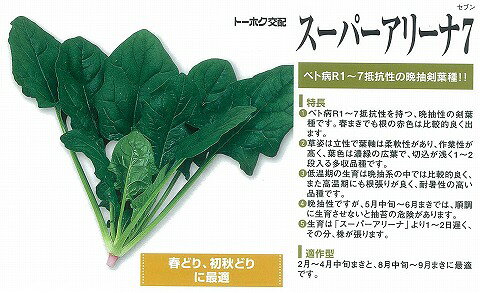 トーホク交配
セブン
スーパーアリーナ7
ベト病R1~7抵抗性の晩抽剣葉種!!
特長
❶ベト病R1~7抵抗性を持つ、晩抽性の剣葉
種です。春まきでも根の赤色は比較的良く出
ます。
❷草姿は立性で葉軸は柔軟性があり、作業性が
高く、葉色は濃緑の広葉で、切込が浅く1~2
段入る多収品種です。
❸低温期の生育は晩抽系の中では比較的良く、
また高温期にも根張りが良く、耐暑性の高い
品種です。
❹晩抽性ですが、5月中旬~6月まきでは、順調
に生育させないと抽苔の危険があります。
❺生育は「スーパーアリーナ」より1~2日遅く、
その分、株が張ります。
適作型
2月~4月中旬まきと、8月中旬~9月まきに最適
です。
春どり、初秋どり
に最適